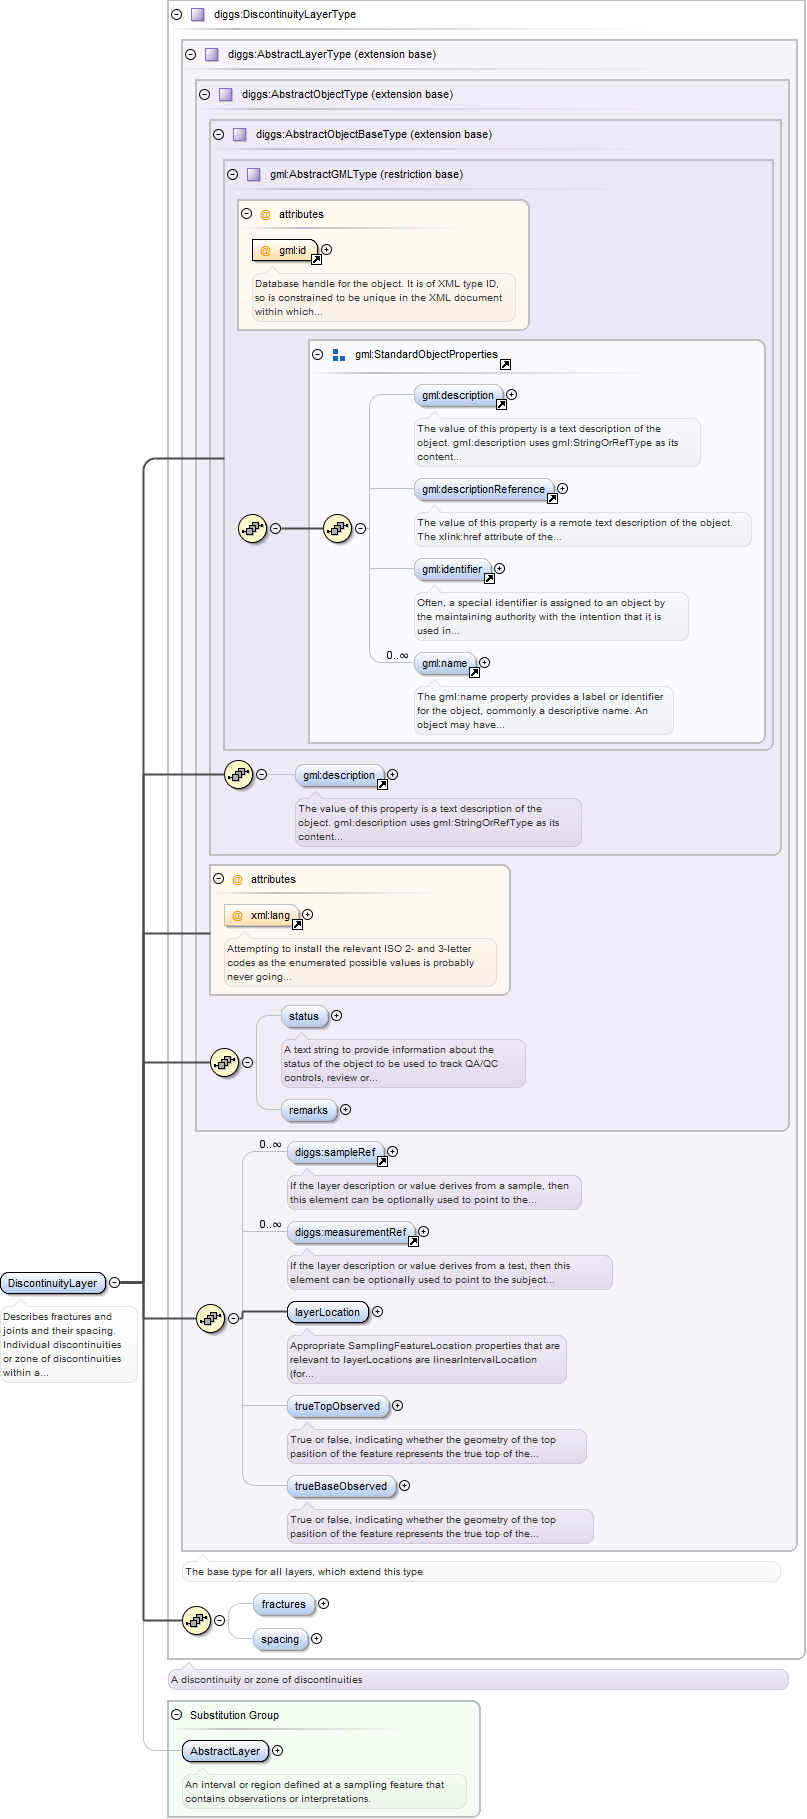 diggs:DiscontinuityLayerType
diggs:AbstractLayerType (extension base)
diggs:AbstractObjectType (extension base)
diggs:AbstractObjectBaseType (extension base)
gml:AbstractGMLType (restriction base)
@ attributes
@ gml:id
Database handle for the object. It is of XML type ID,
so is constrained to be unique in the XML document
within which...
gml:StandardObjectProperties
gml:description
The value of this property is a text description of the
object. gml:description uses gml:StringOrRefType as its
content...
gml:descriptionReference
The value of this property is a remote text description of the object.
The xlink:href attribute of the...
gml:identifier
Often, a special identifier is assigned to an object by
the maintaining authority with the intention that it is
used in...
0..∞
gml:name
The gml:name property provides a label or identifier
for the object, commonly a descriptive name. An
object may have...
gml:description
The value of this property is a text description of the
object. gml:description uses gml:StringOrRefType as its
content...
@ attributes
@ xml:lang
Attempting to install the relevant ISO 2- and 3-letter
codes as the enumerated possible values is probably
never going...
status
A text string to provide information about the
status of the object to be used to track QA/QC
controls, review or...
remarks
0..∞
diggs:sampleRef
If the layer description or value derives from a sample, then
this element can be optionally used to point to the...
0..∞
diggs:measurementRef
If the layer description or value derives from a test, then this
element can be optionally used to point to the subject...
DiscontinuityLayer
Describes fractures and
joints and their spacing.
Individual discontinuities
or zone of discontinuities
within a...
layerLocation
Appropriate SamplingFeatureLocation properties that are
relevant to layerLocations are linearIntervalLocation
(for...
trueTopObserved
True or false, indicating whether the geometry of the top
pasition of the feature represents the true top of the...
trueBaseObserved
True or false, indicating whether the geometry of the top
pasition of the feature represents the true top of the...
The base type for all layers, which extend this type
fractures
spacing
A discontinuity or zone of discontinuities
Substitution Group
AbstractLayer
An interval or region defined at a sampling feature that
contains observations or interpretations.